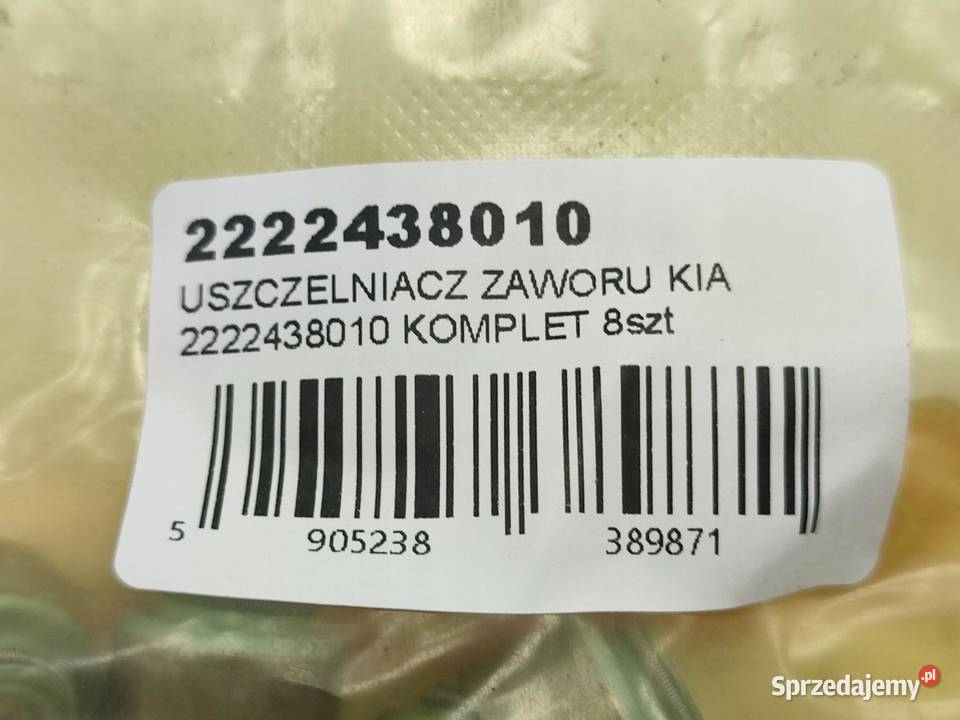 2222438010
USZCZELNIACZ ZAWORU KIA
2222438010 KOMPLET 8szt
5 905238 389871
Sprzedajemy.pl